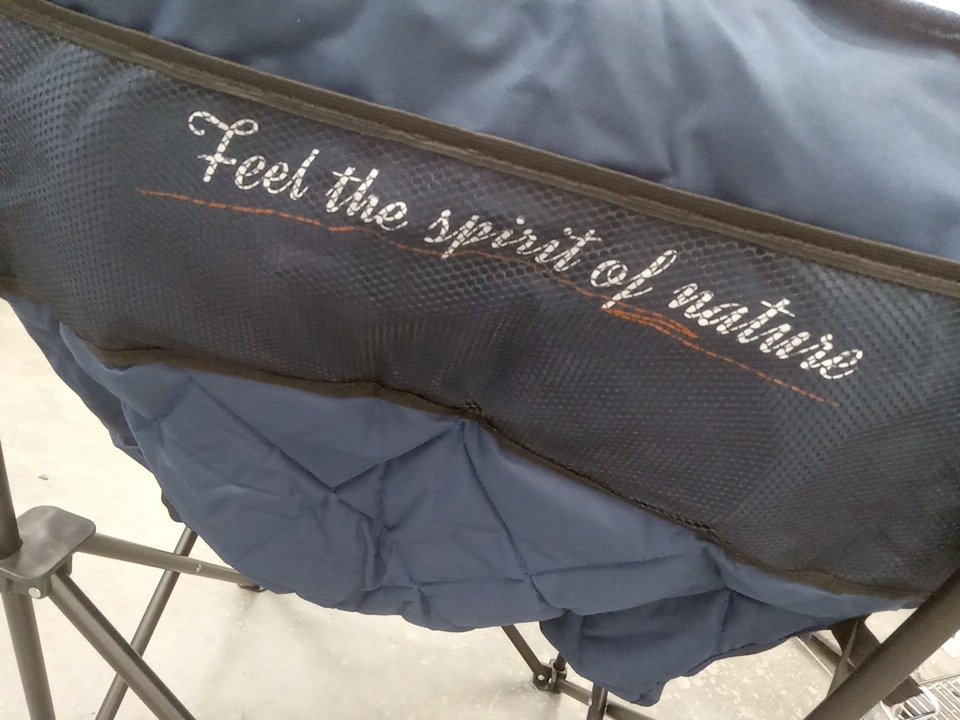 Feel the spirit of nature